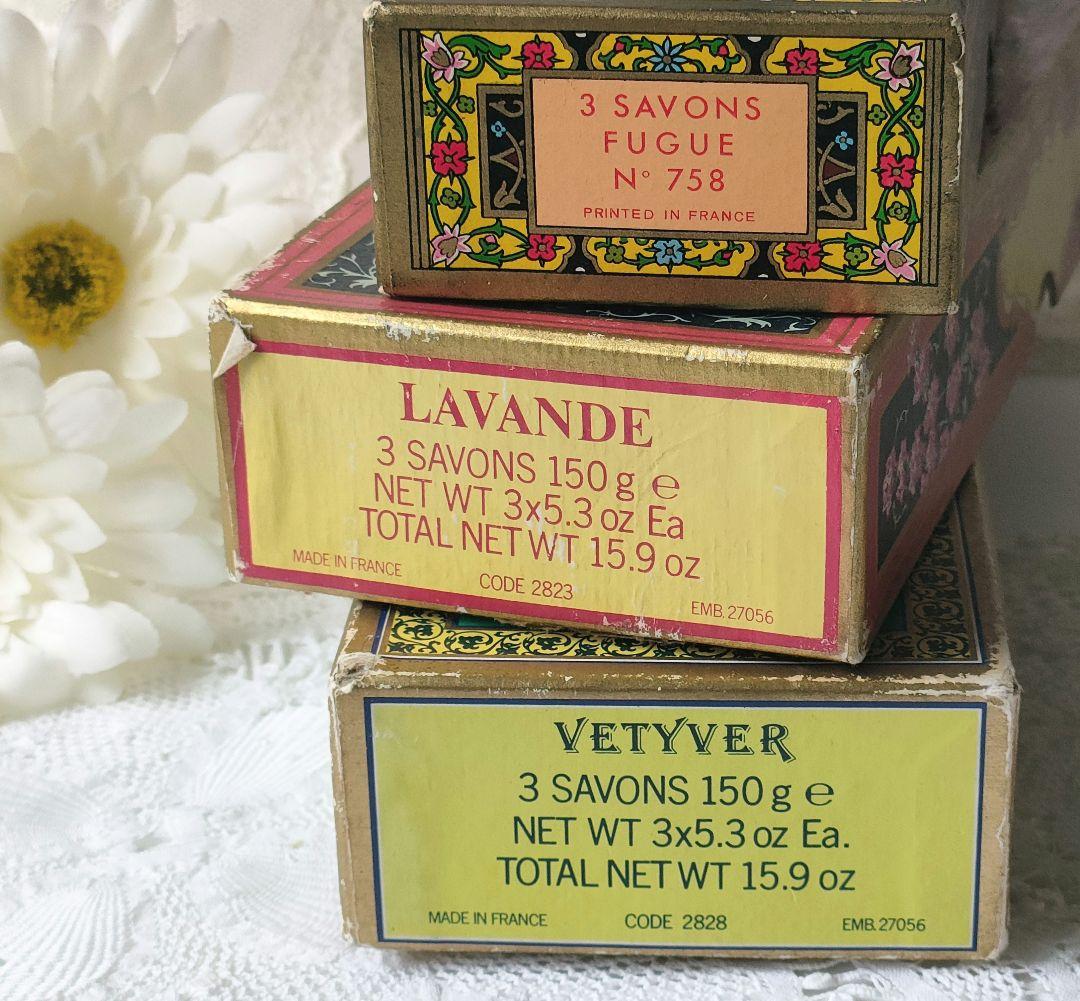 3 SAVONS
FUGUE
N° 758
PRINTED IN FRANCE
LAVANDE
3 SAVONS 150 g ℮
NET WT 3x5.3 oz Ea
TOTAL NET WT 15.9 oz
MADE IN FRANCE CODE 2823 EMB. 27056
VETYVER
3 SAVONS 150 g ℮
NET WT 3x5.3 oz Ea.
TOTAL NET WT 15.9 oz
MADE IN FRANCE CODE 2828 EMB. 27056